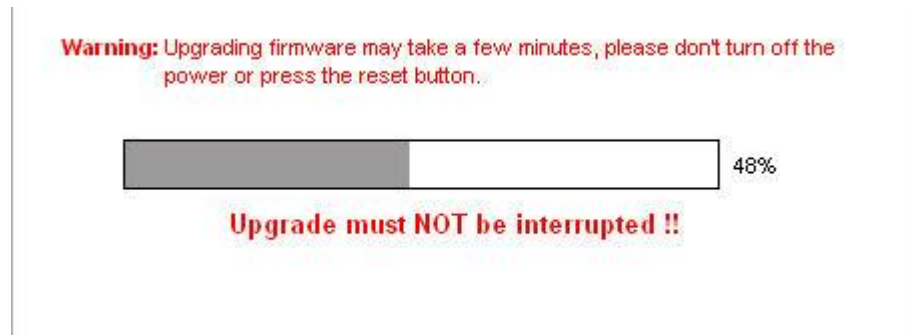 Warning: Upgrading firmware may take a few minutes, please don't turn off the
power or press the reset button.
48%
Upgrade must NOT be interrupted !!